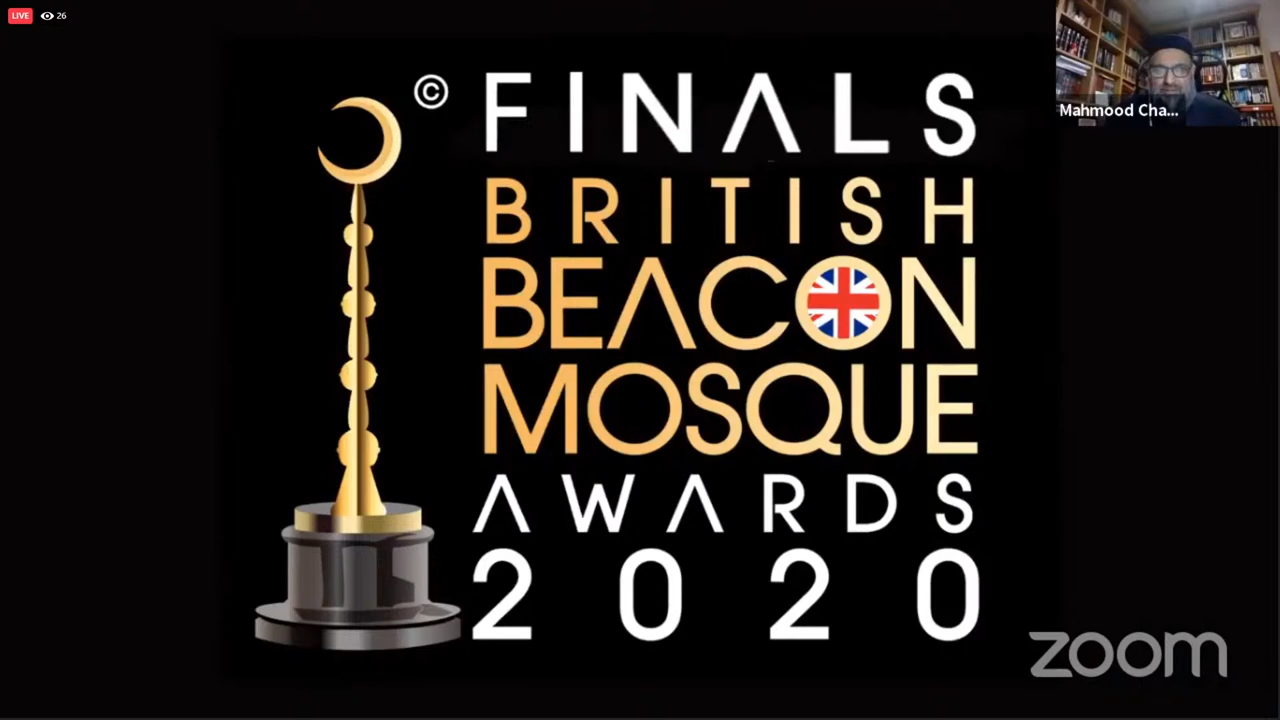 LIVE 26
Mahmood Cha...
© FINALS
BRITISH
BEACON
MOSQUE
AWARDS
2020
zoom